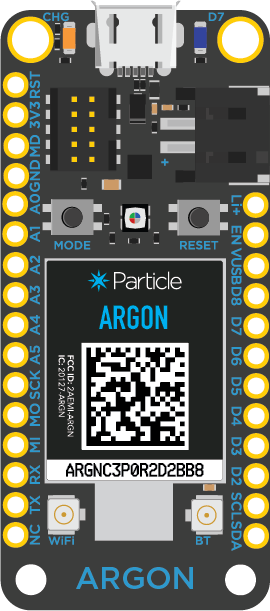 CHG
D7
RST
3V3
MD
GND
A0
A1
A2
A3
A4
A5
SCK
MO
MI
RX
TX
NC
Li+
EN
VUSB
D8
D7
D6
D5
D4
D3
D2
SCL
SDA
+
MODE
RESET
Particle
ARGON
FCC ID: 2AEMI-ARGN
IC: 20127-ARGN
ARGNC3P0R2D2BB8
WiFi
BT
ARGON